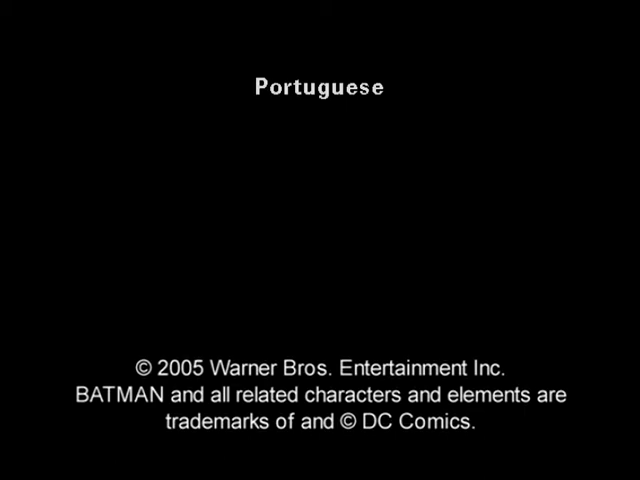 Portuguese
© 2005 Warner Bros. Entertainment Inc.
BATMAN and all related characters and elements are
trademarks of and © DC Comics.